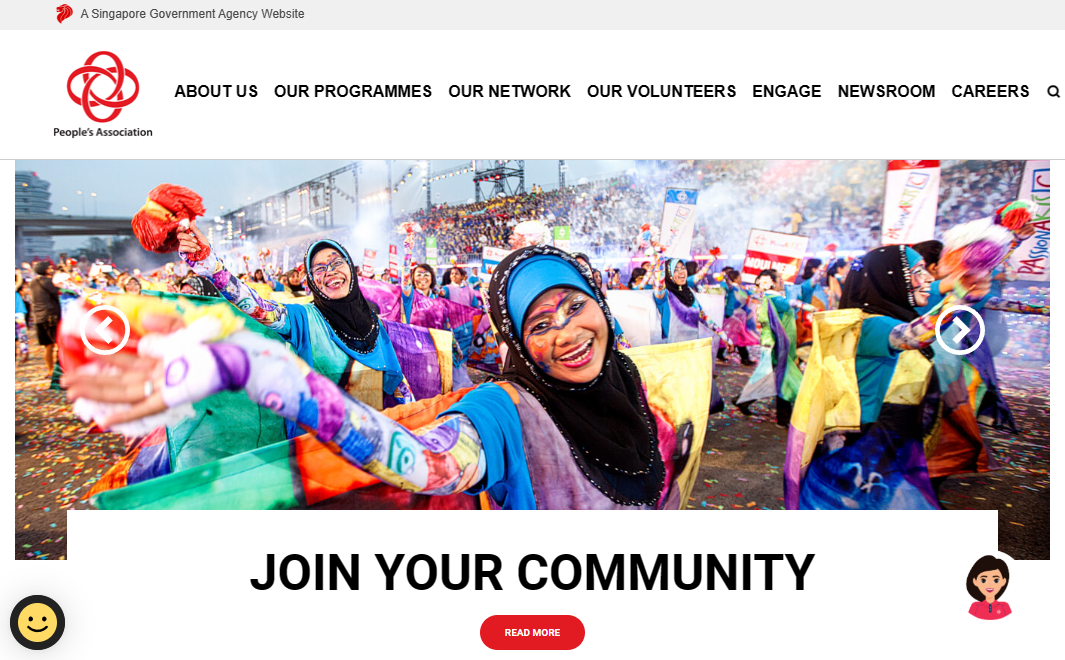 A Singapore Government Agency Website
People's Association
ABOUT US OUR PROGRAMMES OUR NETWORK OUR VOLUNTEERS ENGAGE NEWSROOM CAREERS
PASSIONARTS
JOIN YOUR COMMUNITY
READ MORE